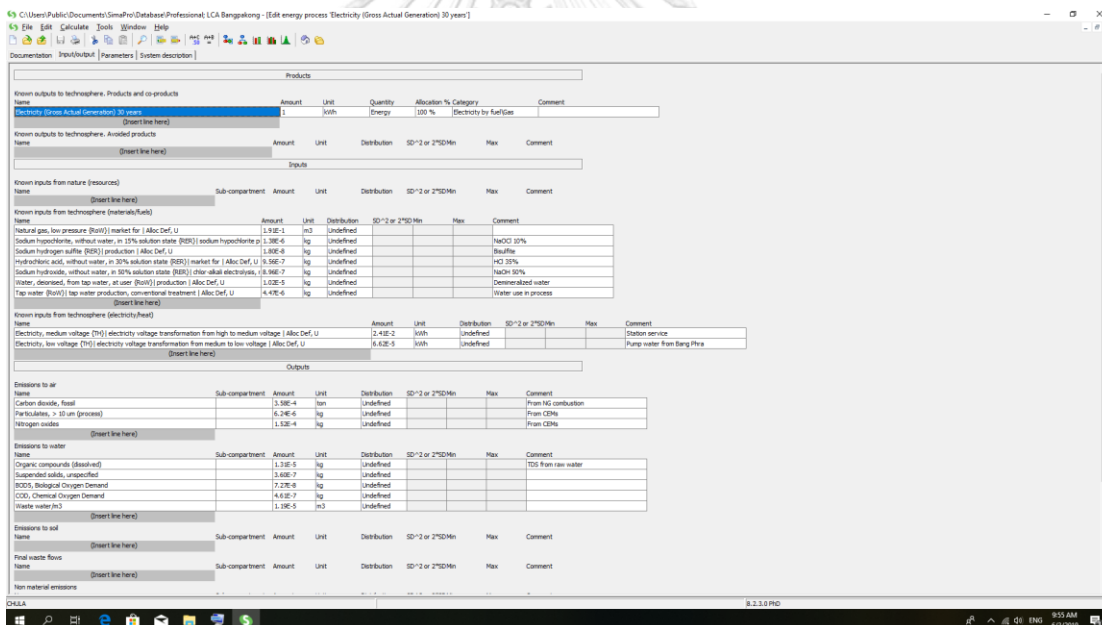 C:\Users\Public\Documents\SimaPro\Database\Professional; LCA Bangpakong - [Edit energy process 'Electricity (Gross Actual Generation) 30 years']
File Edit Calculate Tools Window Help
Documentation Input/output Parameters System description
Products
Known outputs to technosphere. Products and co-products
Name Amount Unit Quantity Allocation % Category Comment
Electricity (Gross Actual Generation) 30 years 1 kWh Energy 100 % Electricity by fuel\Gas
(Insert line here)
Known outputs to technosphere. Avoided products
Name Amount Unit Distribution SD^2 or 2*SD Min Max Comment
(Insert line here)
Inputs
Known inputs from nature (resources)
Name Sub-compartment Amount Unit Distribution SD^2 or 2*SD Min Max Comment
(Insert line here)
Known inputs from technosphere (materials/fuels)
Name Amount Unit Distribution SD^2 or 2*SD Min Max Comment
Natural gas, low pressure {RoW}| market for | Alloc Def, U 1.91E-1 m3 Undefined
Sodium hypochlorite, without water, in 15% solution state {RER}| sodium hypochlorite p 1.38E-6 kg Undefined NaOCl 10%
Sodium hydrogen sulfite {RER}| production | Alloc Def, U 1.80E-8 kg Undefined Bisulfite
Hydrochloric acid, without water, in 30% solution state {RER}| market for | Alloc Def, U 9.56E-7 kg Undefined HCl 35%
Sodium hydroxide, without water, in 50% solution state {RER}| chlor-alkali electrolysis, 8.96E-7 kg Undefined NaOH 50%
Water, deionised, from tap water, at user {RoW}| production | Alloc Def, U 1.02E-5 kg Undefined Demineralized water
Tap water {RoW}| tap water production, conventional treatment | Alloc Def, U 4.47E-6 kg Undefined Water use in process
(Insert line here)
Known inputs from technosphere (electricity/heat)
Name Amount Unit Distribution SD^2 or 2*SD Min Max Comment
Electricity, medium voltage {TH}| electricity voltage transformation from high to medium voltage | Alloc Def, U 2.41E-2 kWh Undefined Station service
Electricity, low voltage {TH}| electricity voltage transformation from medium to low voltage | Alloc Def, U 6.62E-5 kWh Undefined Pump water from Bang Phra
(Insert line here)
Outputs
Emissions to air
Name Sub-compartment Amount Unit Distribution SD^2 or 2*SD Min Max Comment
Carbon dioxide, fossil 3.58E-4 ton Undefined From NG combustion
Particulates, > 10 um (process) 6.24E-6 kg Undefined From CEMs
Nitrogen oxides 1.52E-4 kg Undefined From CEMs
(Insert line here)
Emissions to water
Name Sub-compartment Amount Unit Distribution SD^2 or 2*SD Min Max Comment
Organic compounds (dissolved) 1.31E-5 kg Undefined TDS from raw water
Suspended solids, unspecified 3.60E-7 kg Undefined
BOD5, Biological Oxygen Demand 7.27E-8 kg Undefined
COD, Chemical Oxygen Demand 4.61E-7 kg Undefined
Waste water/m3 1.19E-5 m3 Undefined
(Insert line here)
Emissions to soil
Name Sub-compartment Amount Unit Distribution SD^2 or 2*SD Min Max Comment
(Insert line here)
Final waste flows
Name Sub-compartment Amount Unit Distribution SD^2 or 2*SD Min Max Comment
(Insert line here)
Non material emissions
CHULA 8.2.3.0 PhD
ENG 9:55 AM